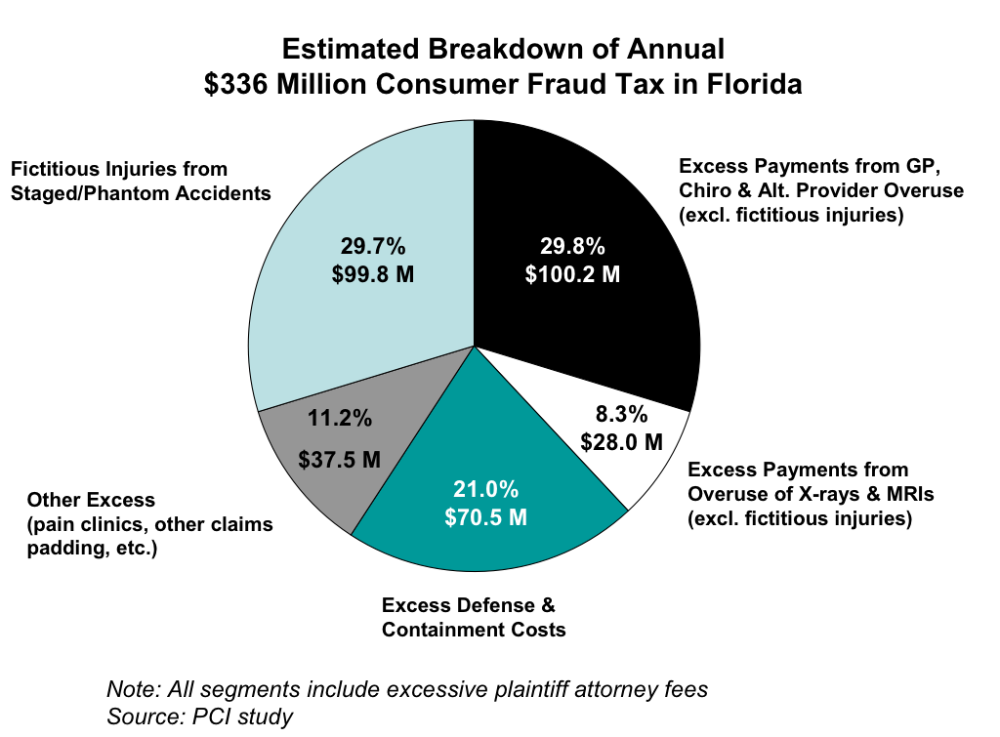 Estimated Breakdown of Annual
$336 Million Consumer Fraud Tax in Florida
Fictitious Injuries from
Staged/Phantom Accidents
Excess Payments from GP,
Chiro & Alt. Provider Overuse
(excl. fictitious injuries)
29.7%
$99.8 M
29.8%
$100.2 M
11.2%
$37.5 M
8.3%
$28.0 M
21.0%
$70.5 M
Excess Payments from
Overuse of X-rays & MRIs
(excl. fictitious injuries)
Other Excess
(pain clinics, other claims
padding, etc.)
Excess Defense &
Containment Costs
Note: All segments include excessive plaintiff attorney fees
Source: PCI study